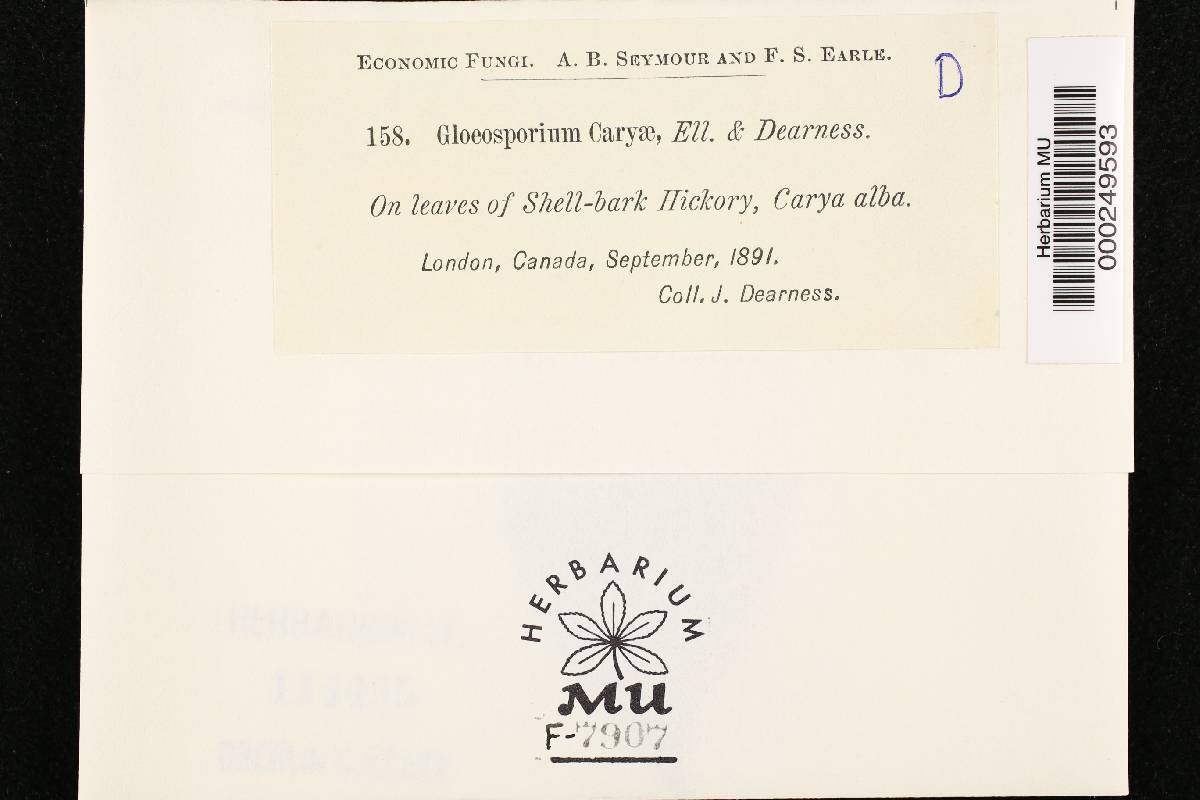 ECONOMIC FUNGI. A. B. SEYMOUR AND F. S. EARLE.
D
158. Gloeosporium Caryæ, Ell. & Dearness.
On leaves of Shell-bark Hickory, Carya alba.
London, Canada, September, 1891.
Coll. J. Dearness.
Herbarium MU
000249593
HERBARIUM
MU
F-7907